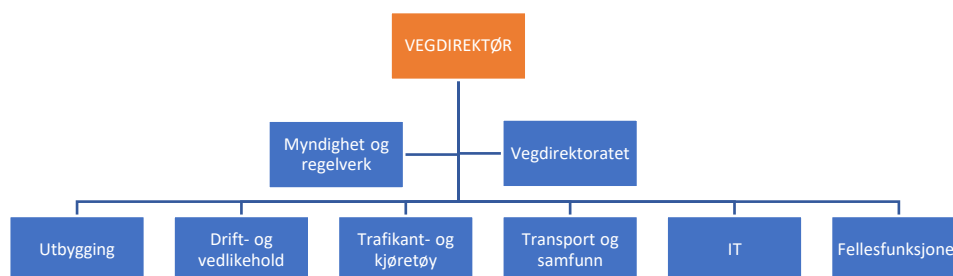 VEGDIREKTØR
Myndighet og
regelverk
Vegdirektoratet
Utbygging
Drift- og
vedlikehold
Trafikant- og
kjøretøy
Transport og
samfunn
IT
Fellesfunksjone